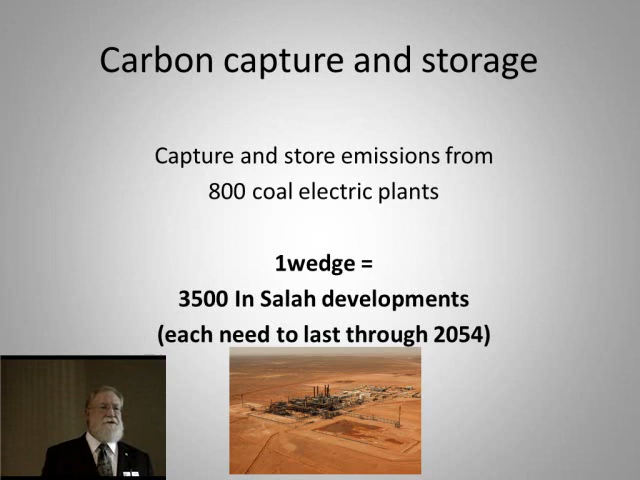 Carbon capture and storage
Capture and store emissions from
800 coal electric plants
1wedge =
3500 In Salah developments
(each need to last through 2054)